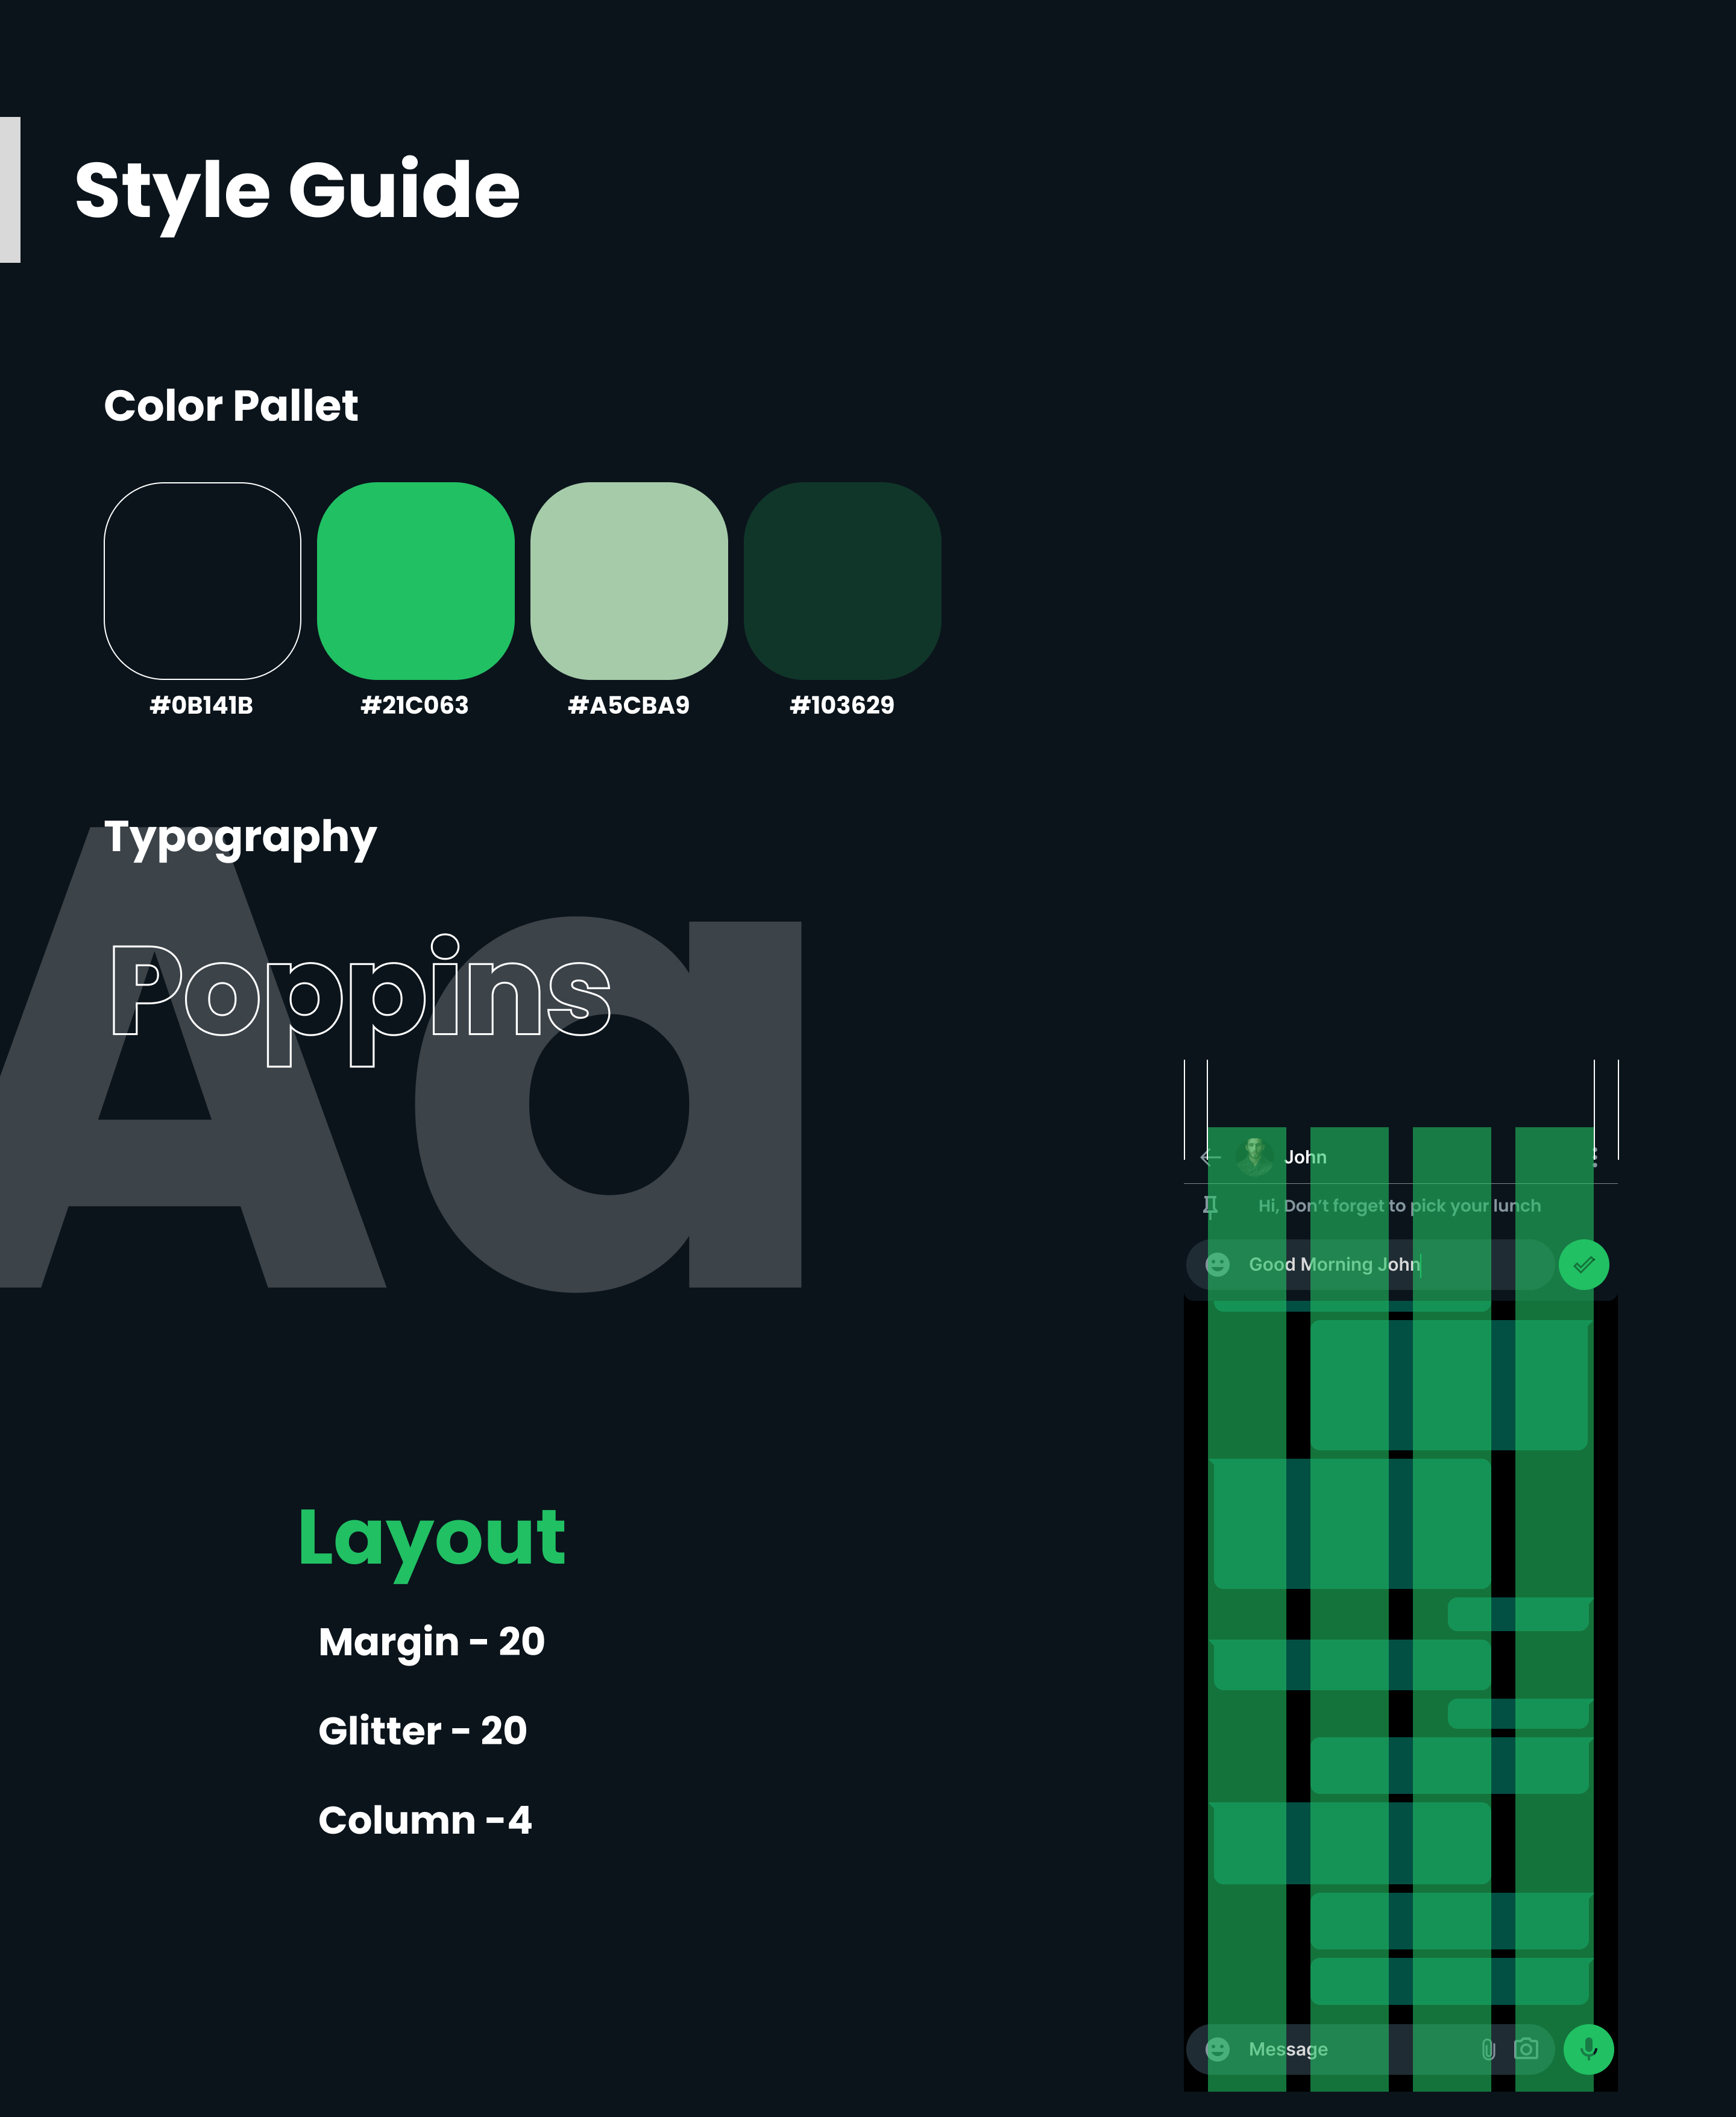 Style Guide
Color Pallet
#0B141B
#21C063
#A5CBA9
#103629
Typography
Aa
Poppins
John
Hi, Don't forget to pick your lunch
Good Morning John
Layout
Margin - 20
Glitter - 20
Column -4
Message